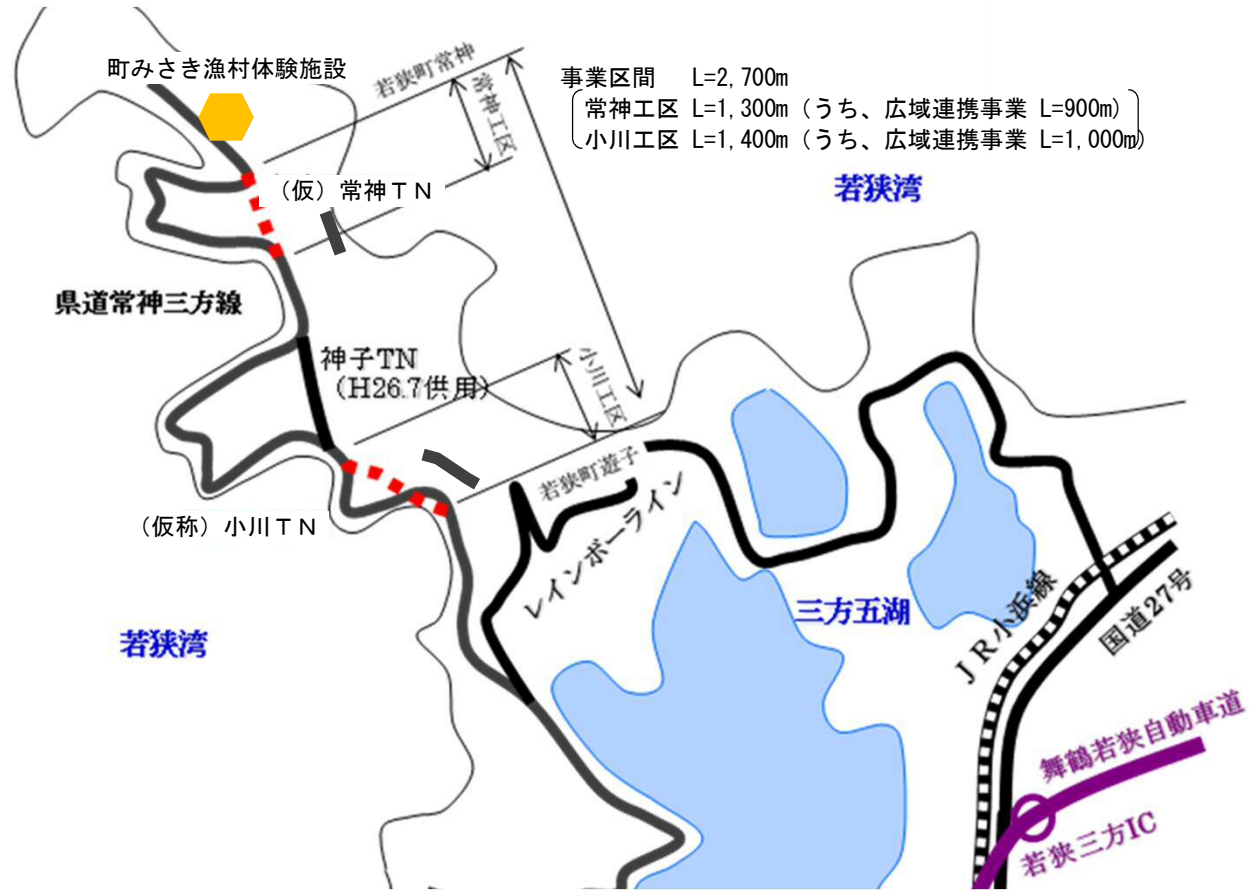 町みさき漁村体験施設
若狭町常神
常神工区
事業区間 L=2,700m
常神工区 L=1,300m（うち、広域連携事業 L=900m）
小川工区 L=1,400m（うち、広域連携事業 L=1,000m）
若狭湾
（仮）常神ＴＮ
県道常神三方線
神子TN
（H26.7供用）
小川工区
若狭町遊子
レインボーライン
（仮称）小川ＴＮ
三方五湖
若狭湾
ＪＲ小浜線
国道27号
舞鶴若狭自動車道
若狭三方IC